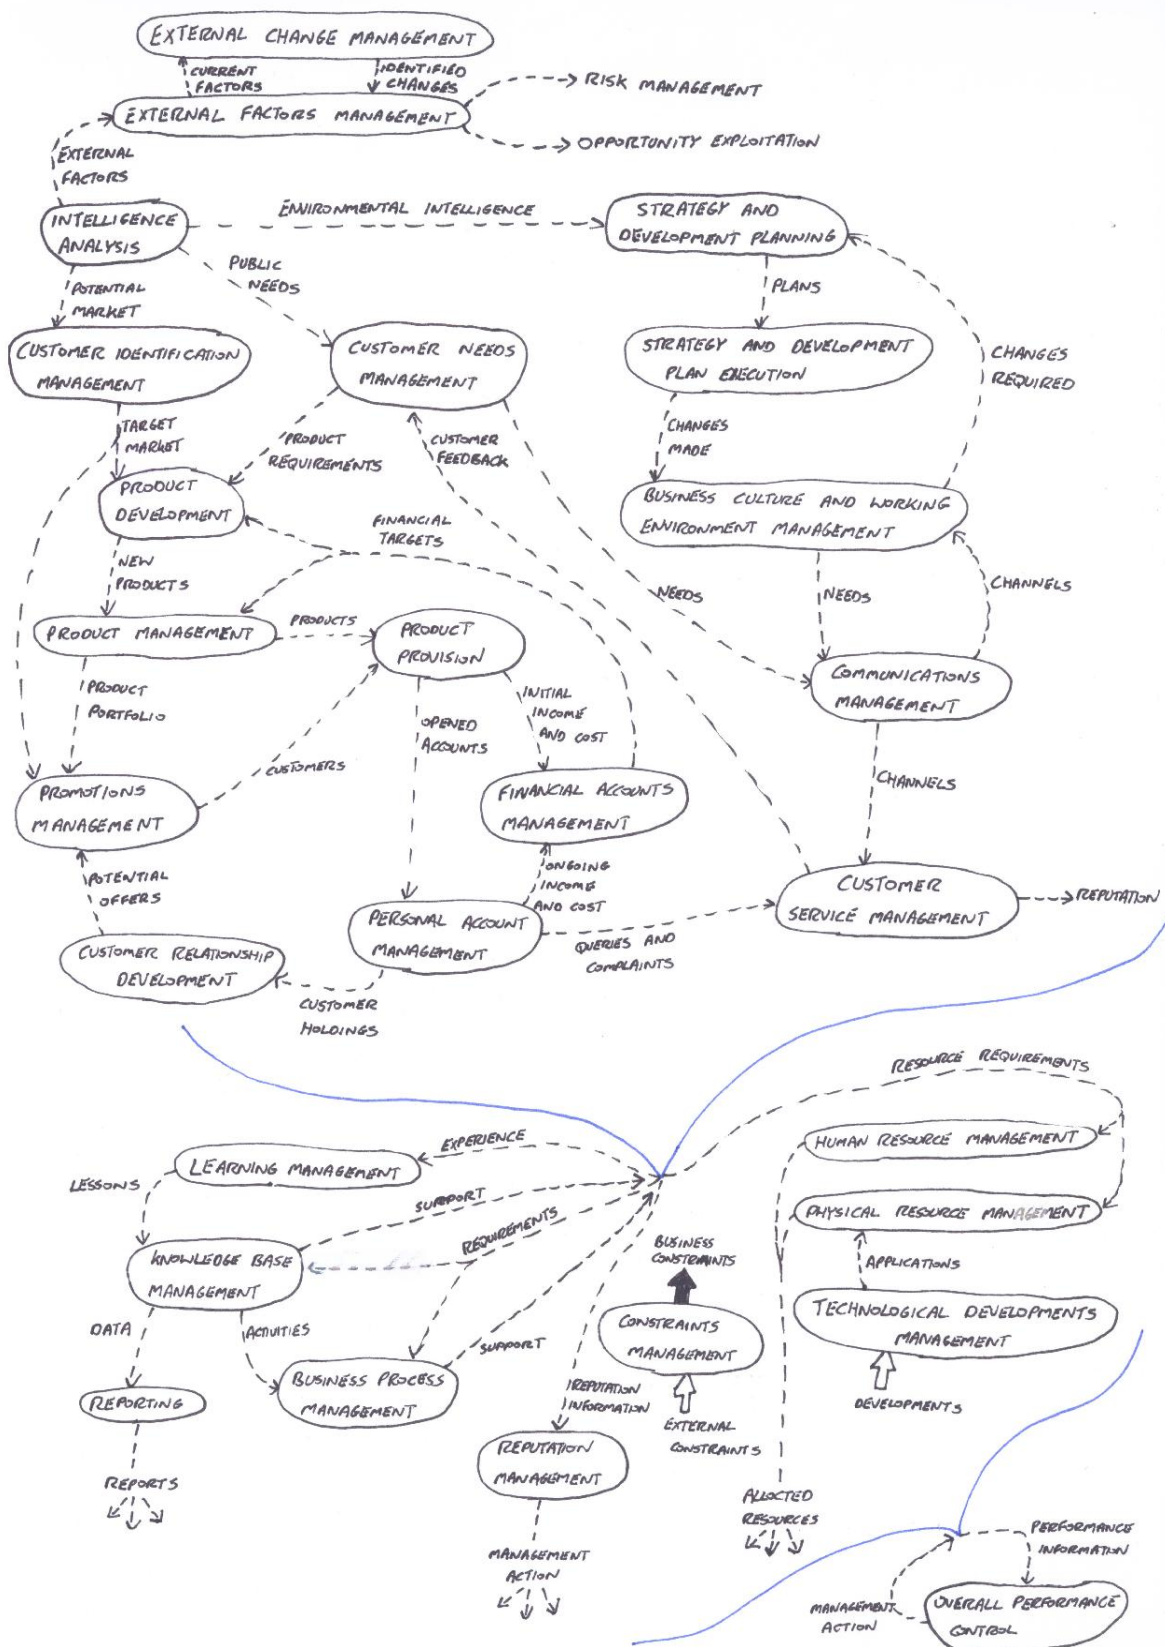 EXTERNAL CHANGE MANAGEMENT
CURRENT
FACTORS
IDENTIFIED
CHANGES
RISK MANAGEMENT
EXTERNAL FACTORS MANAGEMENT
OPPORTUNITY EXPLOITATION
EXTERNAL
FACTORS
INTELLIGENCE
ANALYSIS
ENVIRONMENTAL INTELLIGENCE
STRATEGY AND
DEVELOPMENT PLANNING
PUBLIC
NEEDS
POTENTIAL
MARKET
PLANS
CUSTOMER IDENTIFICATION
MANAGEMENT
CUSTOMER NEEDS
MANAGEMENT
STRATEGY AND DEVELOPMENT
PLAN EXECUTION
CHANGES
REQUIRED
TARGET
MARKET
PRODUCT
REQUIREMENTS
CUSTOMER
FEEDBACK
CHANGES
MADE
PRODUCT
DEVELOPMENT
FINANCIAL
TARGETS
BUSINESS CULTURE AND WORKING
ENVIRONMENT MANAGEMENT
NEW
PRODUCTS
NEEDS
NEEDS
CHANNELS
PRODUCT MANAGEMENT
PRODUCTS
PRODUCT
PROVISION
COMMUNICATIONS
MANAGEMENT
PRODUCT
PORTFOLIO
OPENED
ACCOUNTS
INITIAL
INCOME
AND COST
CUSTOMERS
CHANNELS
PROMOTIONS
MANAGEMENT
FINANCIAL ACCOUNTS
MANAGEMENT
POTENTIAL
OFFERS
ONGOING
INCOME
AND COST
CUSTOMER
SERVICE MANAGEMENT
REPUTATION
PERSONAL ACCOUNT
MANAGEMENT
QUERIES AND
COMPLAINTS
CUSTOMER RELATIONSHIP
DEVELOPMENT
CUSTOMER
HOLDINGS
RESOURCE REQUIREMENTS
EXPERIENCE
HUMAN RESOURCE MANAGEMENT
LEARNING MANAGEMENT
LESSONS
SUPPORT
REQUIREMENTS
PHYSICAL RESOURCE MANAGEMENT
KNOWLEDGE BASE
MANAGEMENT
BUSINESS
CONSTRAINTS
APPLICATIONS
DATA
ACTIVITIES
SUPPORT
CONSTRAINTS
MANAGEMENT
TECHNOLOGICAL DEVELOPMENTS
MANAGEMENT
REPORTING
BUSINESS PROCESS
MANAGEMENT
REPUTATION
INFORMATION
DEVELOPMENTS
EXTERNAL
CONSTRAINTS
REPUTATION
MANAGEMENT
REPORTS
ALLOCTED
RESOURCES
PERFORMANCE
INFORMATION
MANAGEMENT
ACTION
MANAGEMENT
ACTION
OVERALL PERFORMANCE
CONTROL